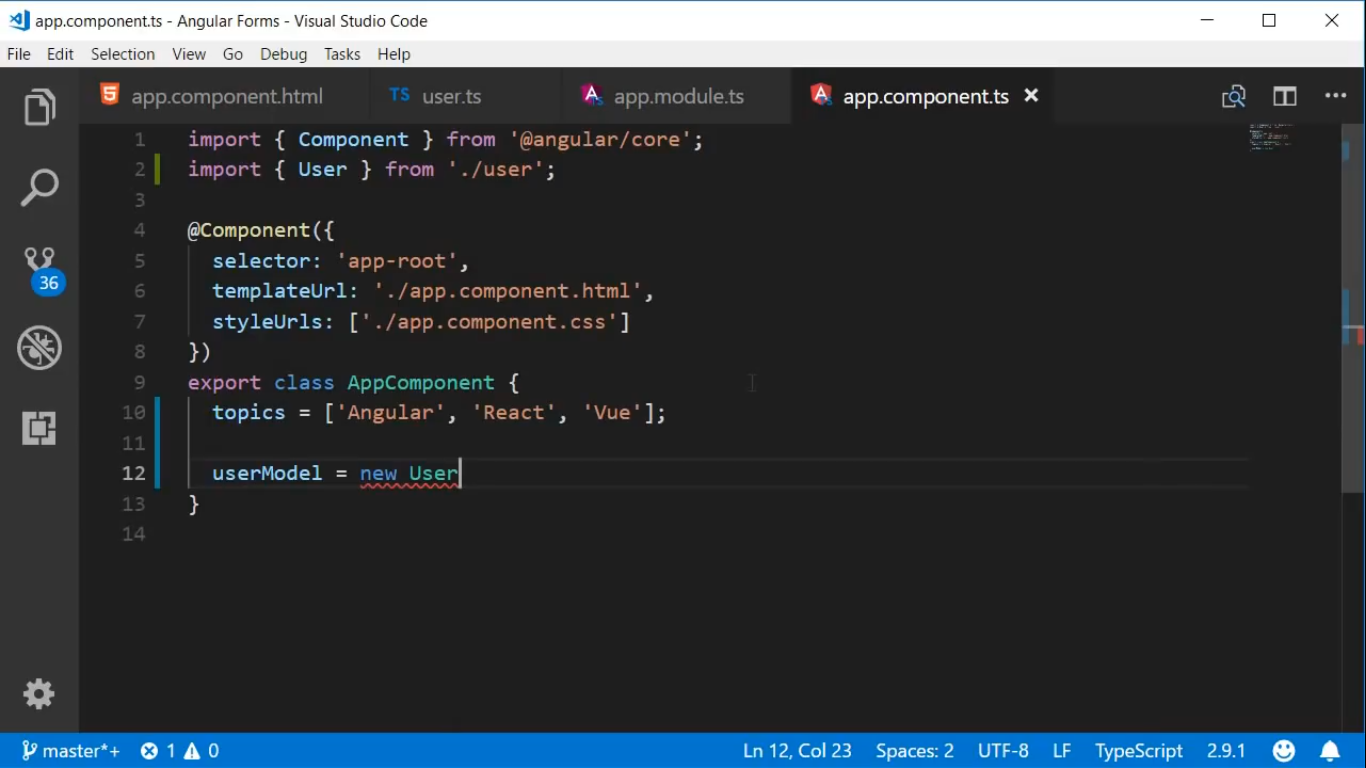 app.component.ts - Angular Forms - Visual Studio Code
File Edit Selection View Go Debug Tasks Help
app.component.html TS user.ts app.module.ts app.component.ts
1 import { Component } from '@angular/core';
2 import { User } from './user';
3
4 @Component({
5 selector: 'app-root',
6 templateUrl: './app.component.html',
7 styleUrls: ['./app.component.css']
8 })
9 export class AppComponent {
10 topics = ['Angular', 'React', 'Vue'];
11
12 userModel = new User
13 }
14
36
master*+ 1 0 Ln 12, Col 23 Spaces: 2 UTF-8 LF TypeScript 2.9.1